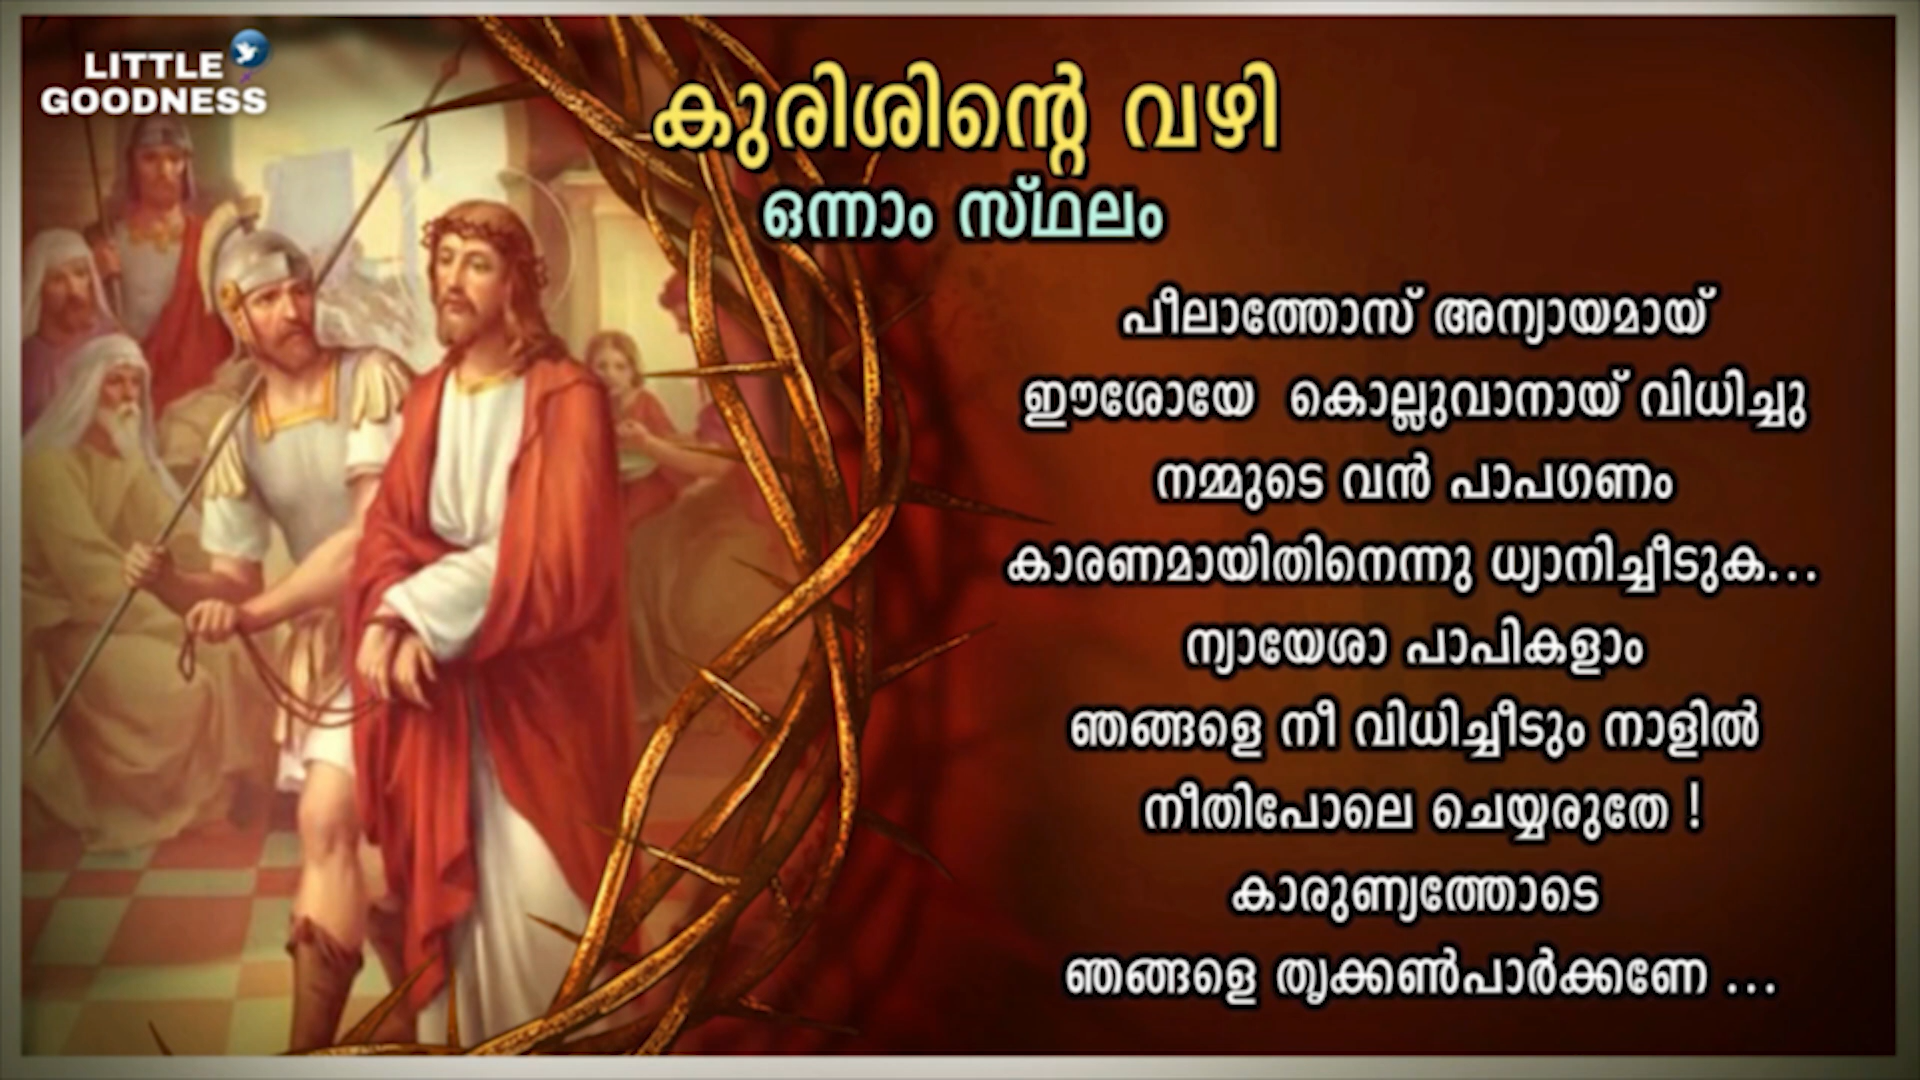 LITTLE
GOODNESS
കുരിശിന്റെ വഴി
ഒന്നാം സ്ഥലം
പീലാത്തോസ് അന്യായമായ്
ഈശോയേ കൊല്ലുവാനായ് വിധിച്ചു
നമ്മുടെ വൻ പാപഗണം
കാരണമായിതിനെന്നു ധ്യാനിച്ചീടുക...
ന്യായേശാ പാപികളാം
ഞങ്ങളെ നീ വിധിച്ചീടും നാളിൽ
നീതിപോലെ ചെയ്യരുതേ !
കാരുണ്യത്തോടെ
ഞങ്ങളെ തൃക്കൺപാർക്കണേ ...